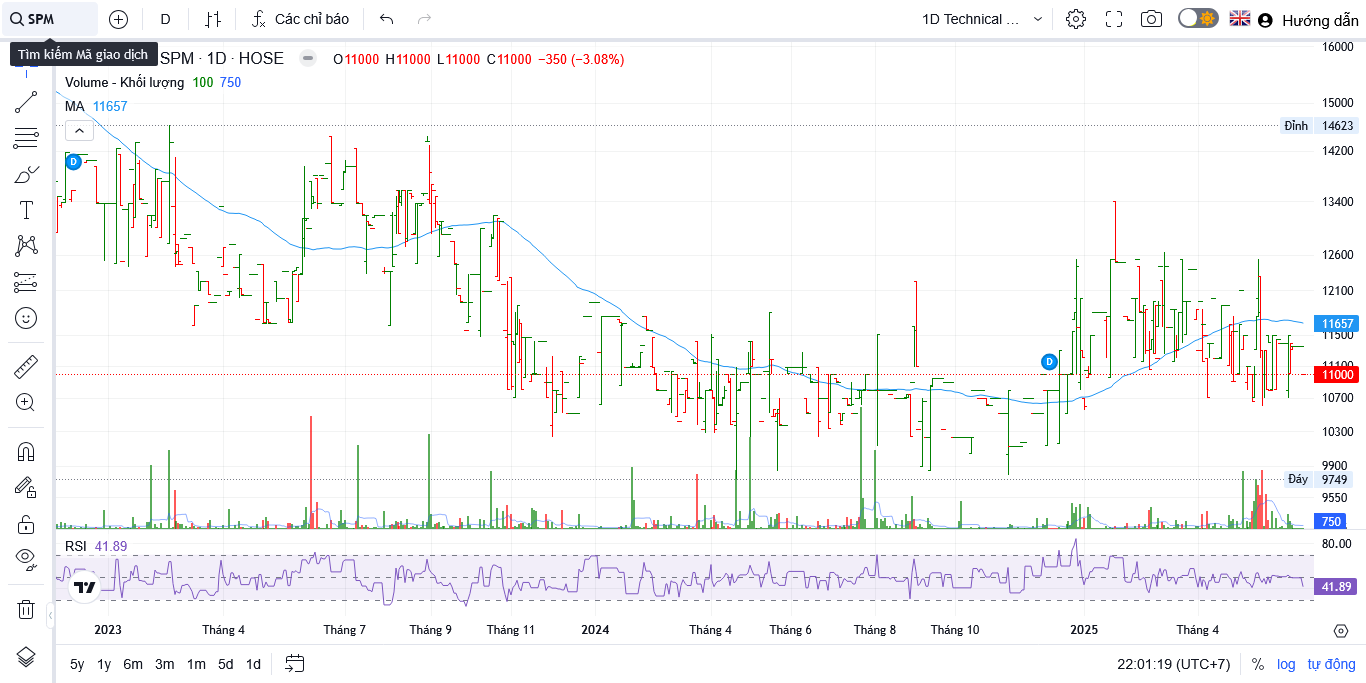 SPM
D
Các chỉ báo
1D Technical ...
Hướng dẫn
Tìm kiếm Mã giao dịch
SPM · 1D · HOSE
O11000 H11000 L11000 C11000 −350 (−3.08%)
Volume - Khối lượng 100 750
MA 11657
D
D
16000
15000
Đỉnh 14623
14200
13400
12600
12100
11657
11500
11100
11000
10700
10300
9900
Đáy 9749
9550
750
RSI 41.89
80.00
41.89
2023 Tháng 4 Tháng 7 Tháng 9 Tháng 11 2024 Tháng 4 Tháng 6 Tháng 8 Tháng 10 2025 Tháng 4
5y 1y 6m 3m 1m 5d 1d
22:01:19 (UTC+7) % log tự động